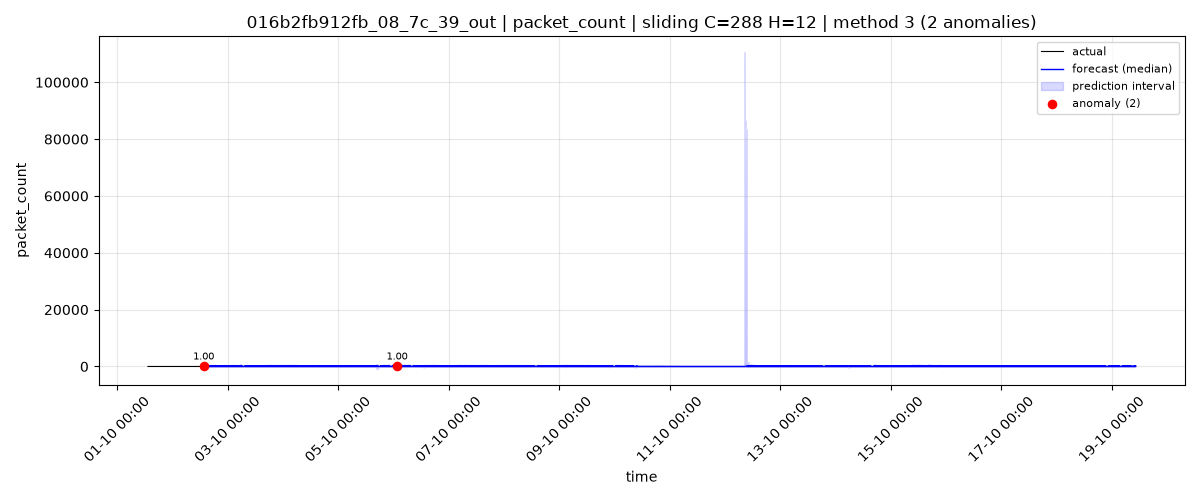 016b2fb912fb_08_7c_39_out | packet_count | sliding C=288 H=12 | method 3 (2 anomalies)
actual
forecast (median)
prediction interval
anomaly (2)
packet_count
100000
80000
60000
40000
20000
0
1.00
1.00
01-10 00:00
03-10 00:00
05-10 00:00
07-10 00:00
09-10 00:00
11-10 00:00
13-10 00:00
15-10 00:00
17-10 00:00
19-10 00:00
time